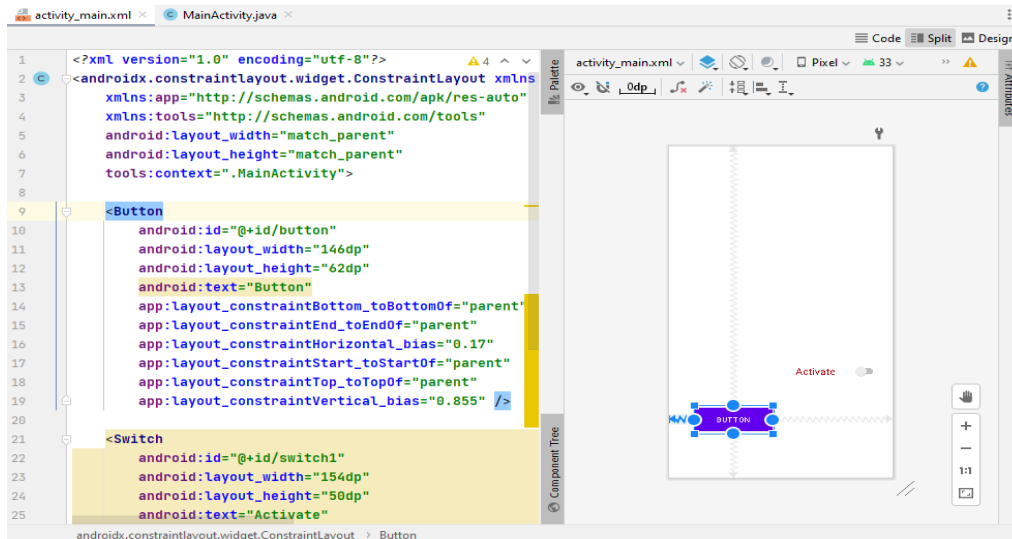 activity_main.xml MainActivity.java
Code Split Design
1 <?xml version="1.0" encoding="utf-8"?> 4
2 <androidx.constraintlayout.widget.ConstraintLayout xmlns
3 xmlns:app="http://schemas.android.com/apk/res-auto"
4 xmlns:tools="http://schemas.android.com/tools"
5 android:layout_width="match_parent"
6 android:layout_height="match_parent"
7 tools:context=".MainActivity">
8
9 <Button
10 android:id="@+id/button"
11 android:layout_width="146dp"
12 android:layout_height="62dp"
13 android:text="Button"
14 app:layout_constraintBottom_toBottomOf="parent"
15 app:layout_constraintEnd_toEndOf="parent"
16 app:layout_constraintHorizontal_bias="0.17"
17 app:layout_constraintStart_toStartOf="parent"
18 app:layout_constraintTop_toTopOf="parent"
19 app:layout_constraintVertical_bias="0.855" />
20
21 <Switch
22 android:id="@+id/switch1"
23 android:layout_width="154dp"
24 android:layout_height="50dp"
25 android:text="Activate"
androidx.constraintlayout.widget.ConstraintLayout > Button
Palette
Component Tree
activity_main.xml Pixel 33 >>
0dp
Attributes
Activate
BUTTON
1:1